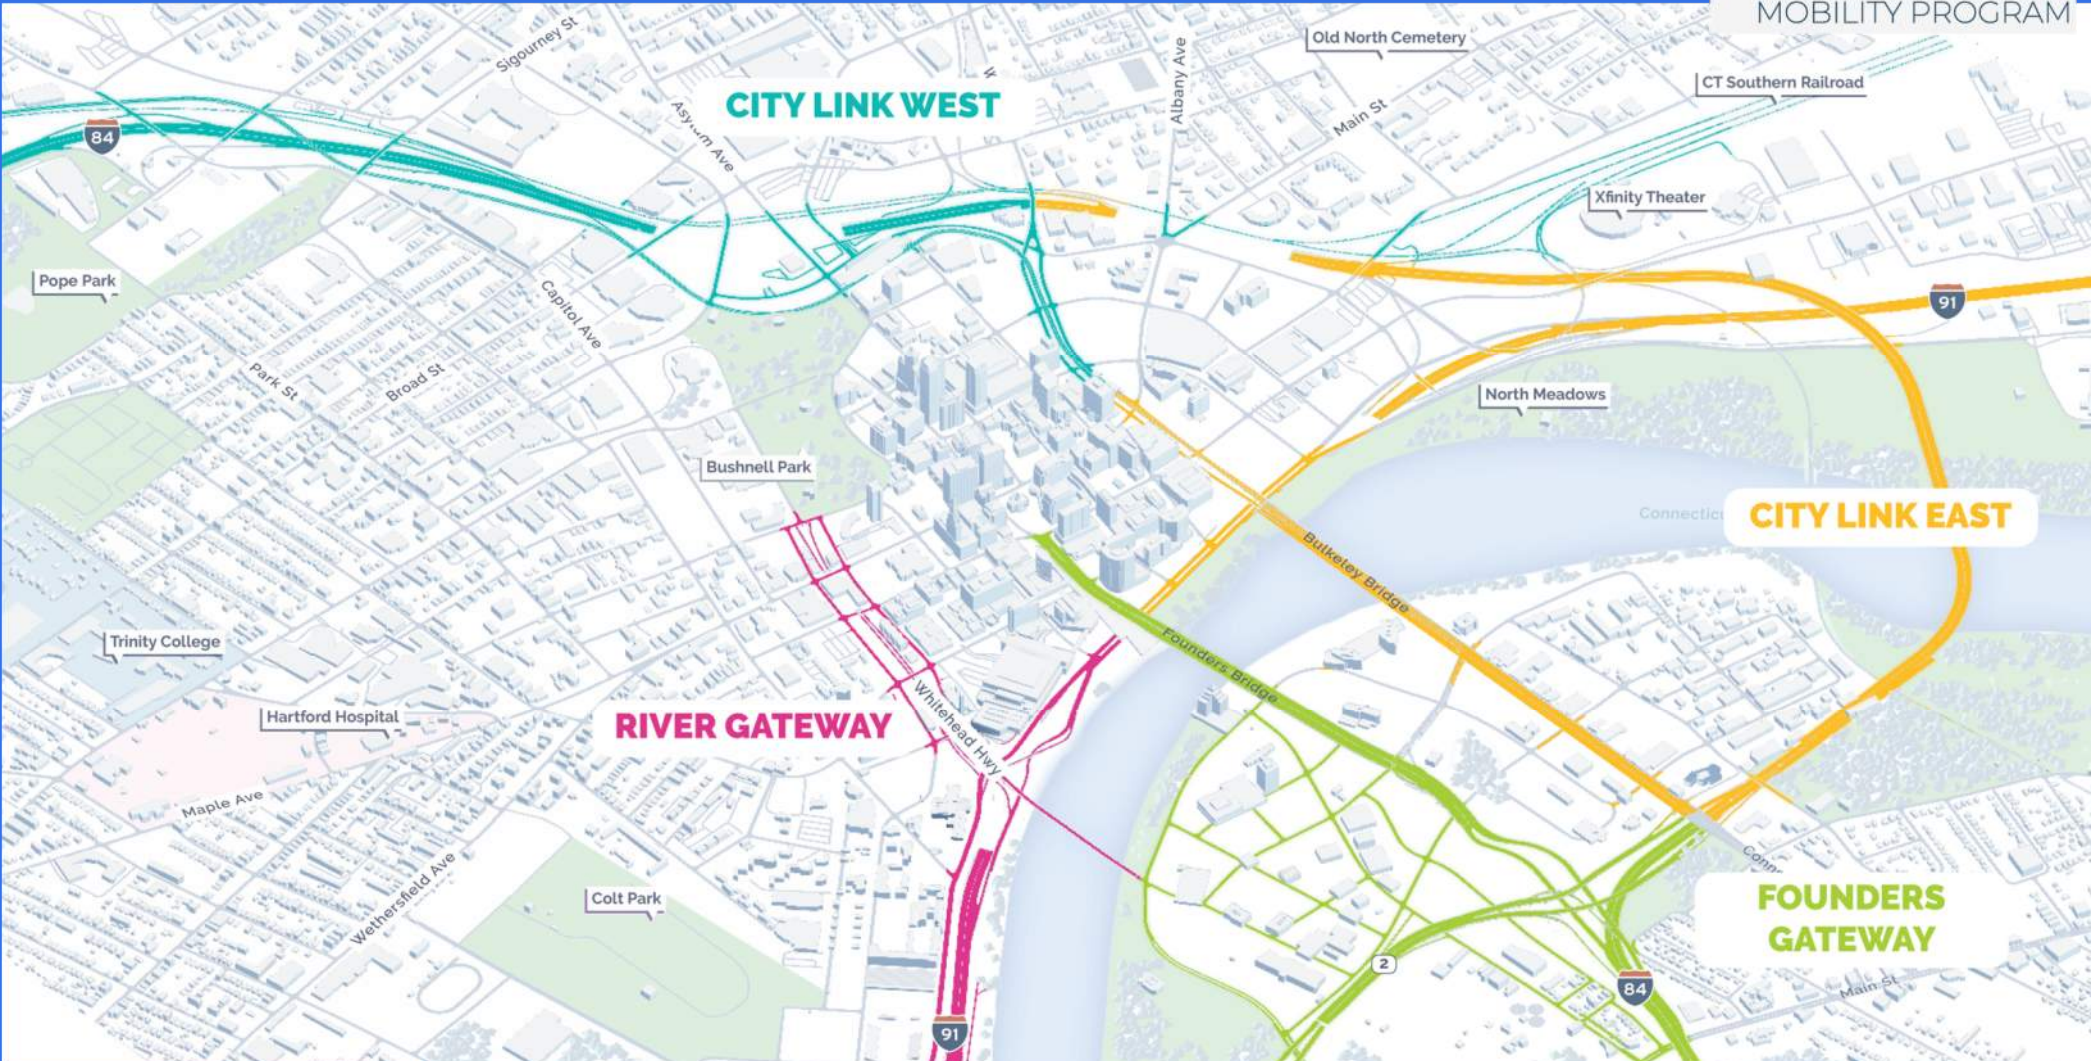 MOBILITY PROGRAM
Sigourney St
Old North Cemetery
Albany Ave
CT Southern Railroad
CITY LINK WEST
Main St
84
Asylum Ave
Xfinity Theater
Pope Park
Capitol Ave
91
Park St
Broad St
North Meadows
Bushnell Park
CITY LINK EAST
Bulkeley Bridge
Trinity College
Founders Bridge
Hartford Hospital
RIVER GATEWAY
Whitehead Hwy
Maple Ave
Wethersfield Ave
Colt Park
FOUNDERS
GATEWAY
2
84
Main St
91